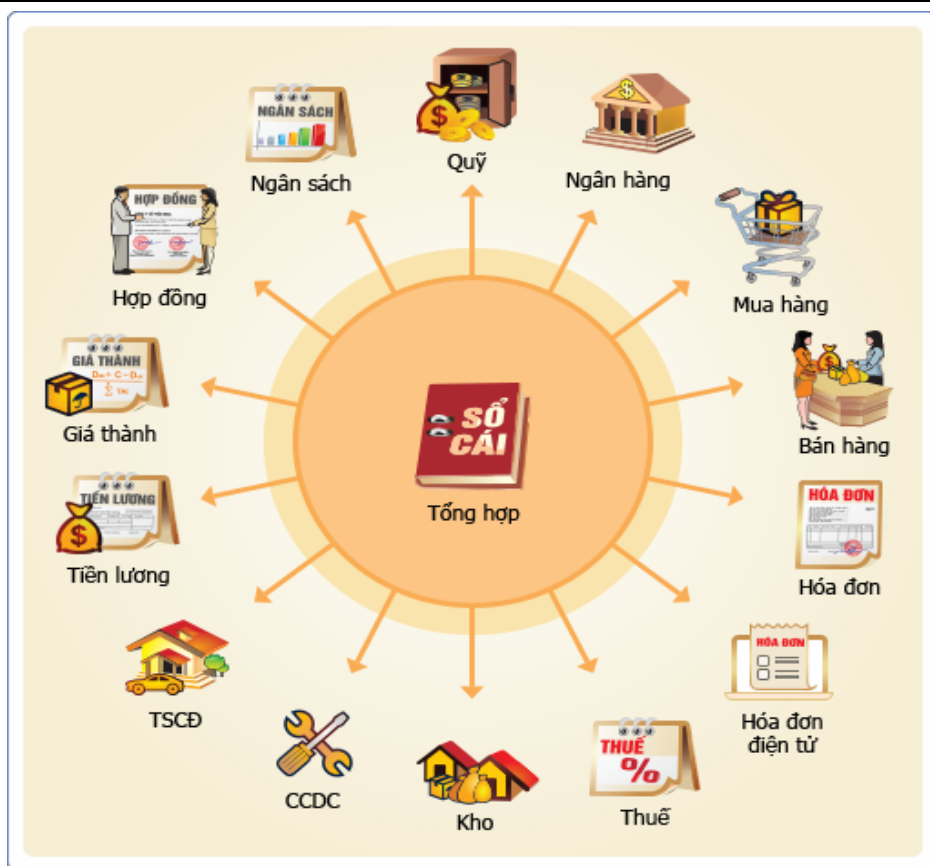 NGÂN SÁCH
Ngân sách
Quỹ
Ngân hàng
Mua hàng
Bán hàng
HÓA ĐƠN
Hóa đơn
HÓA ĐƠN
Hóa đơn
điện tử
THUẾ
%
Thuế
Kho
CCDC
TSCĐ
TIỀN LƯƠNG
Tiền lương
GIÁ THÀNH
Giá thành
HỢP ĐỒNG
Hợp đồng
SỔ
CÁI
Tổng hợp